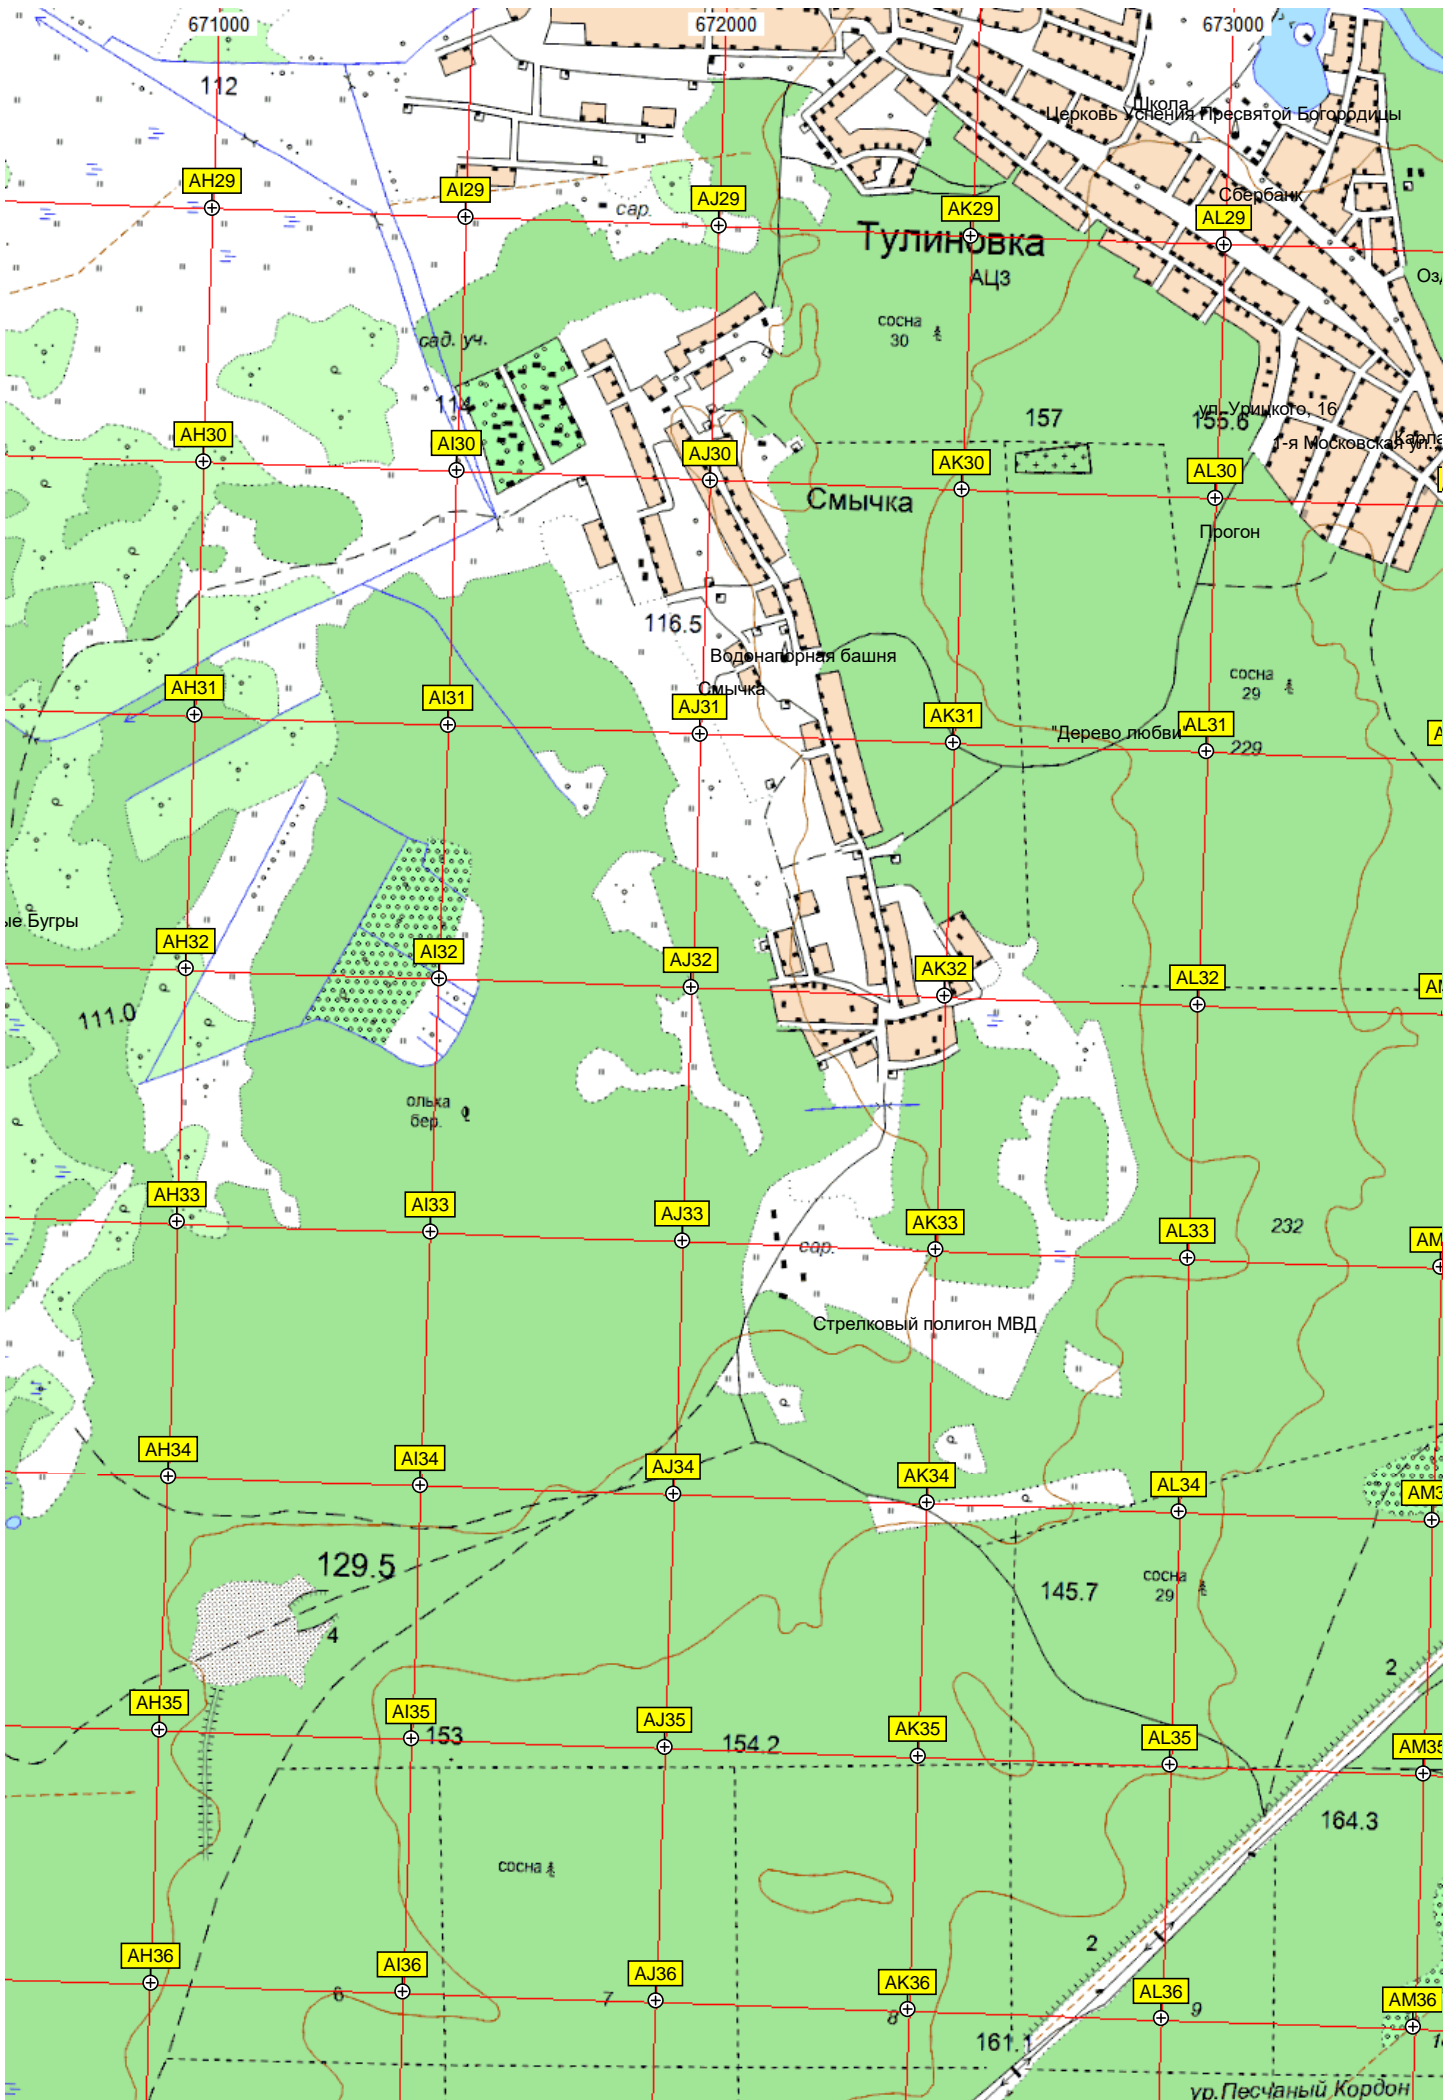 671000 672000 673000
112
Школа
Церковь Успения Пресвятой Богородицы
AH29 AI29 AJ29 AK29 AL29
сар.
Сбербанк
Тулиновка
АЦЗ
сосна
30
сад. уч.
114
157
155.6
ул. Урицкого, 16
1-я Московская ул.
AH30 AI30 AJ30 AK30 AL30
Смычка
Прогон
116.5
Водонапорная башня
Смычка
сосна
29
AH31 AI31 AJ31 AK31 AL31
"Дерево любви"
229
ые Бугры
AH32 AI32 AJ32 AK32 AL32
111.0
ольха
бер.
AH33 AI33 AJ33 AK33 AL33 AM
232
сар.
Стрелковый полигон МВД
AH34 AI34 AJ34 AK34 AL34 AM3
129.5
145.7
сосна
29
4
2
AH35 AI35 AJ35 AK35 AL35 AM35
153
154.2
164.3
сосна
2
AH36 AI36 AJ36 AK36 AL36 AM36
6 7 8 9
161.1
ур.Песчаный Кордон